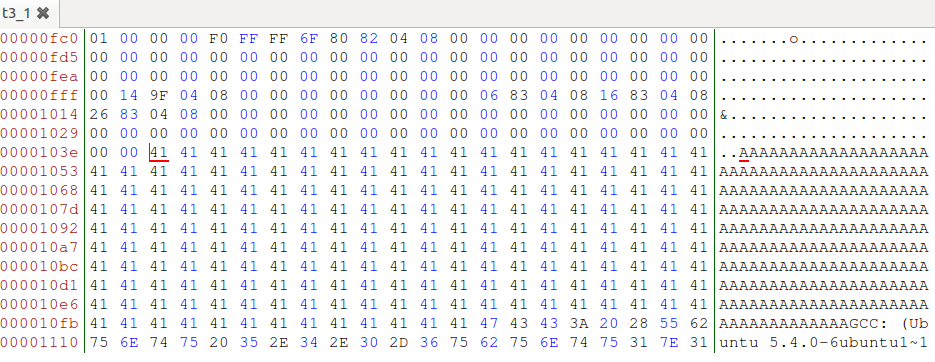 t3_1
00000fc0 01 00 00 00 F0 FF FF 6F 80 82 04 08 00 00 00 00 00 00 00 00 00 .......o.............
00000fd5 00 00 00 00 00 00 00 00 00 00 00 00 00 00 00 00 00 00 00 00 00 .....................
00000fea 00 00 00 00 00 00 00 00 00 00 00 00 00 00 00 00 00 00 00 00 00 .....................
00000fff 00 14 9F 04 08 00 00 00 00 00 00 00 00 06 83 04 08 16 83 04 08 .....................
00001014 26 83 04 08 00 00 00 00 00 00 00 00 00 00 00 00 00 00 00 00 00 &....................
00001029 00 00 00 00 00 00 00 00 00 00 00 00 00 00 00 00 00 00 00 00 00 .....................
0000103e 00 00 41 41 41 41 41 41 41 41 41 41 41 41 41 41 41 41 41 41 41 ..AAAAAAAAAAAAAAAAAAA
00001053 41 41 41 41 41 41 41 41 41 41 41 41 41 41 41 41 41 41 41 41 41 AAAAAAAAAAAAAAAAAAAAA
00001068 41 41 41 41 41 41 41 41 41 41 41 41 41 41 41 41 41 41 41 41 41 AAAAAAAAAAAAAAAAAAAAA
0000107d 41 41 41 41 41 41 41 41 41 41 41 41 41 41 41 41 41 41 41 41 41 AAAAAAAAAAAAAAAAAAAAA
00001092 41 41 41 41 41 41 41 41 41 41 41 41 41 41 41 41 41 41 41 41 41 AAAAAAAAAAAAAAAAAAAAA
000010a7 41 41 41 41 41 41 41 41 41 41 41 41 41 41 41 41 41 41 41 41 41 AAAAAAAAAAAAAAAAAAAAA
000010bc 41 41 41 41 41 41 41 41 41 41 41 41 41 41 41 41 41 41 41 41 41 AAAAAAAAAAAAAAAAAAAAA
000010d1 41 41 41 41 41 41 41 41 41 41 41 41 41 41 41 41 41 41 41 41 41 AAAAAAAAAAAAAAAAAAAAA
000010e6 41 41 41 41 41 41 41 41 41 41 41 41 41 41 41 41 41 41 41 41 41 AAAAAAAAAAAAAAAAAAAAA
000010fb 41 41 41 41 41 41 41 41 41 41 41 41 41 47 43 43 3A 20 28 55 62 AAAAAAAAAAAAAGCC: (Ub
00001110 75 6E 74 75 20 35 2E 34 2E 30 2D 36 75 62 75 6E 74 75 31 7E 31 untu 5.4.0-6ubuntu1~1